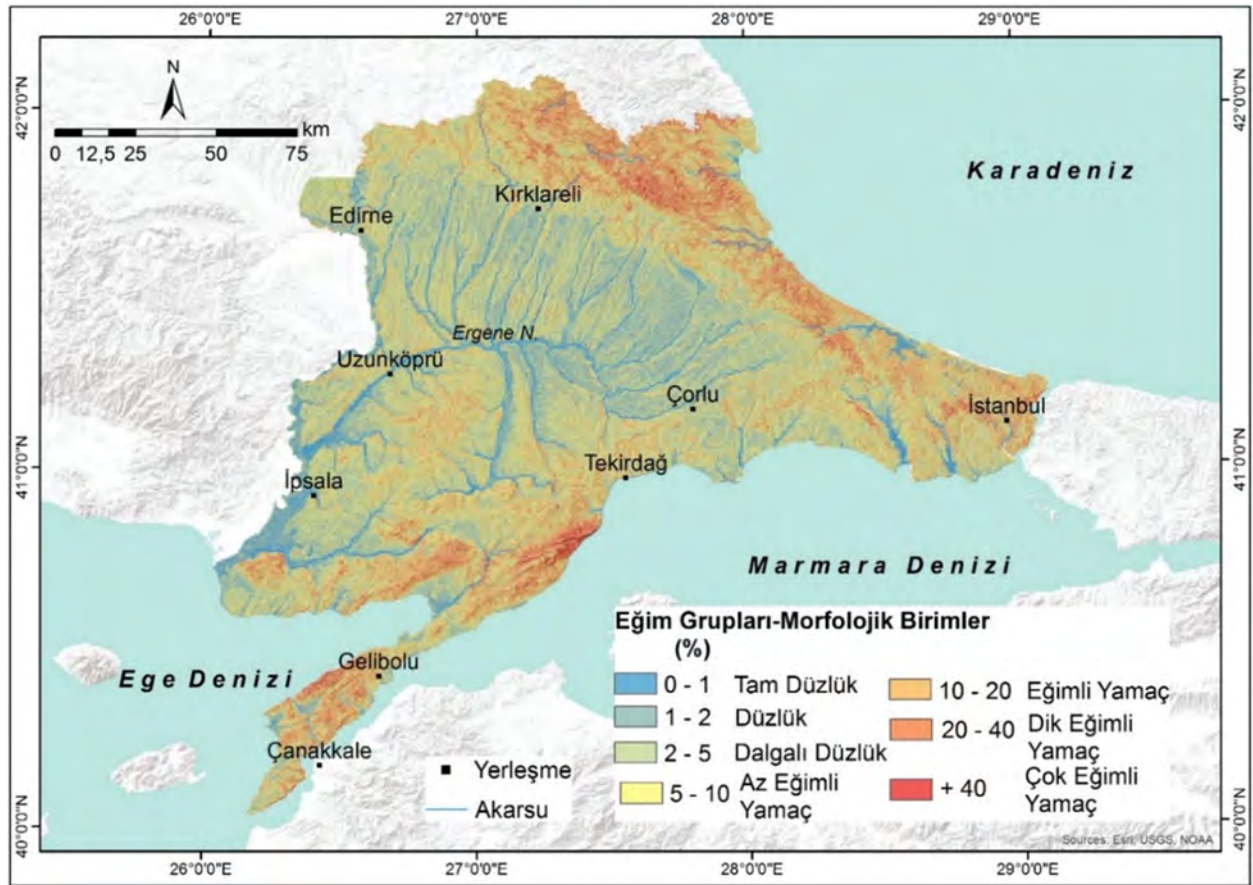 26°0'0"E 27°0'0"E 28°0'0"E 29°0'0"E
42°0'0"N
42°0'0"N
N
km
0 12,5 25 50 75
Karadeniz
Kırklareli
Edirne
Ergene N.
Uzunköprü
Çorlu
İstanbul
41°0'0"N
41°0'0"N
Tekirdağ
İpsala
Marmara Denizi
Eğim Grupları-Morfolojik Birimler
(%)
Gelibolu
Ege Denizi
0 - 1 Tam Düzlük
1 - 2 Düzlük
2 - 5 Dalgalı Düzlük
5 - 10 Az Eğimli
Yamaç
10 - 20 Eğimli Yamaç
20 - 40 Dik Eğimli
Yamaç
+ 40 Çok Eğimli
Yamaç
Çanakkale
Yerleşme
Akarsu
40°0'0"N
40°0'0"N
Sources: Esri, USGS, NOAA
26°0'0"E 27°0'0"E 28°0'0"E 29°0'0"E